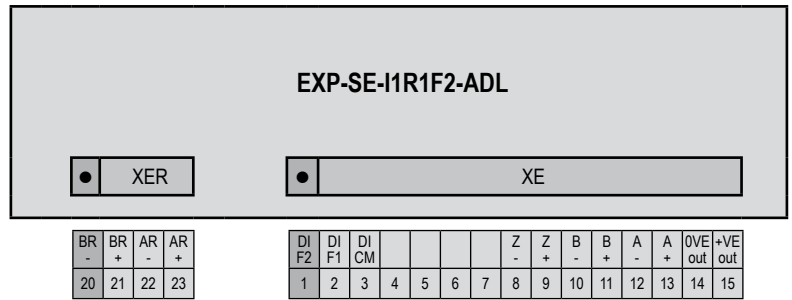 EXP-SE-I1R1F2-ADL
XER XE
BR BR AR AR DI DI DI Z Z B B A A 0VE +VE
- + - + F2 F1 CM - + - + - + out out
20 21 22 23 1 2 3 4 5 6 7 8 9 10 11 12 13 14 15